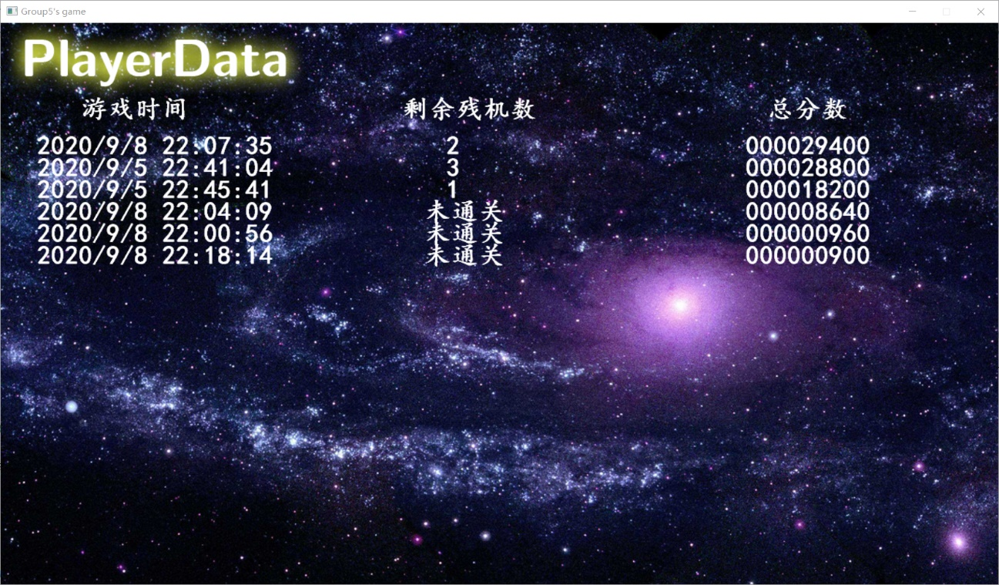 Group5's game
PlayerData
游戏时间 剩余残机数 总分数
2020/9/8 22:07:35 2 000029400
2020/9/5 22:41:04 3 000028800
2020/9/5 22:45:41 1 000018200
2020/9/8 22:04:09 未通关 000008640
2020/9/8 22:00:56 未通关 000000960
2020/9/8 22:18:14 未通关 000000900